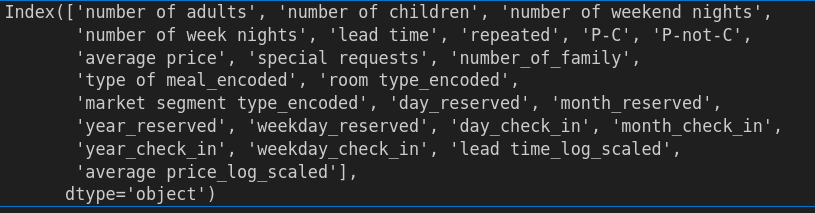 Index(['number of adults', 'number of children', 'number of weekend nights',
       'number of week nights', 'lead time', 'repeated', 'P-C', 'P-not-C',
       'average price', 'special requests', 'number_of_family',
       'type of meal_encoded', 'room type_encoded',
       'market segment type_encoded', 'day_reserved', 'month_reserved',
       'year_reserved', 'weekday_reserved', 'day_check_in', 'month_check_in',
       'year_check_in', 'weekday_check_in', 'lead time_log_scaled',
       'average price_log_scaled'],
      dtype='object')